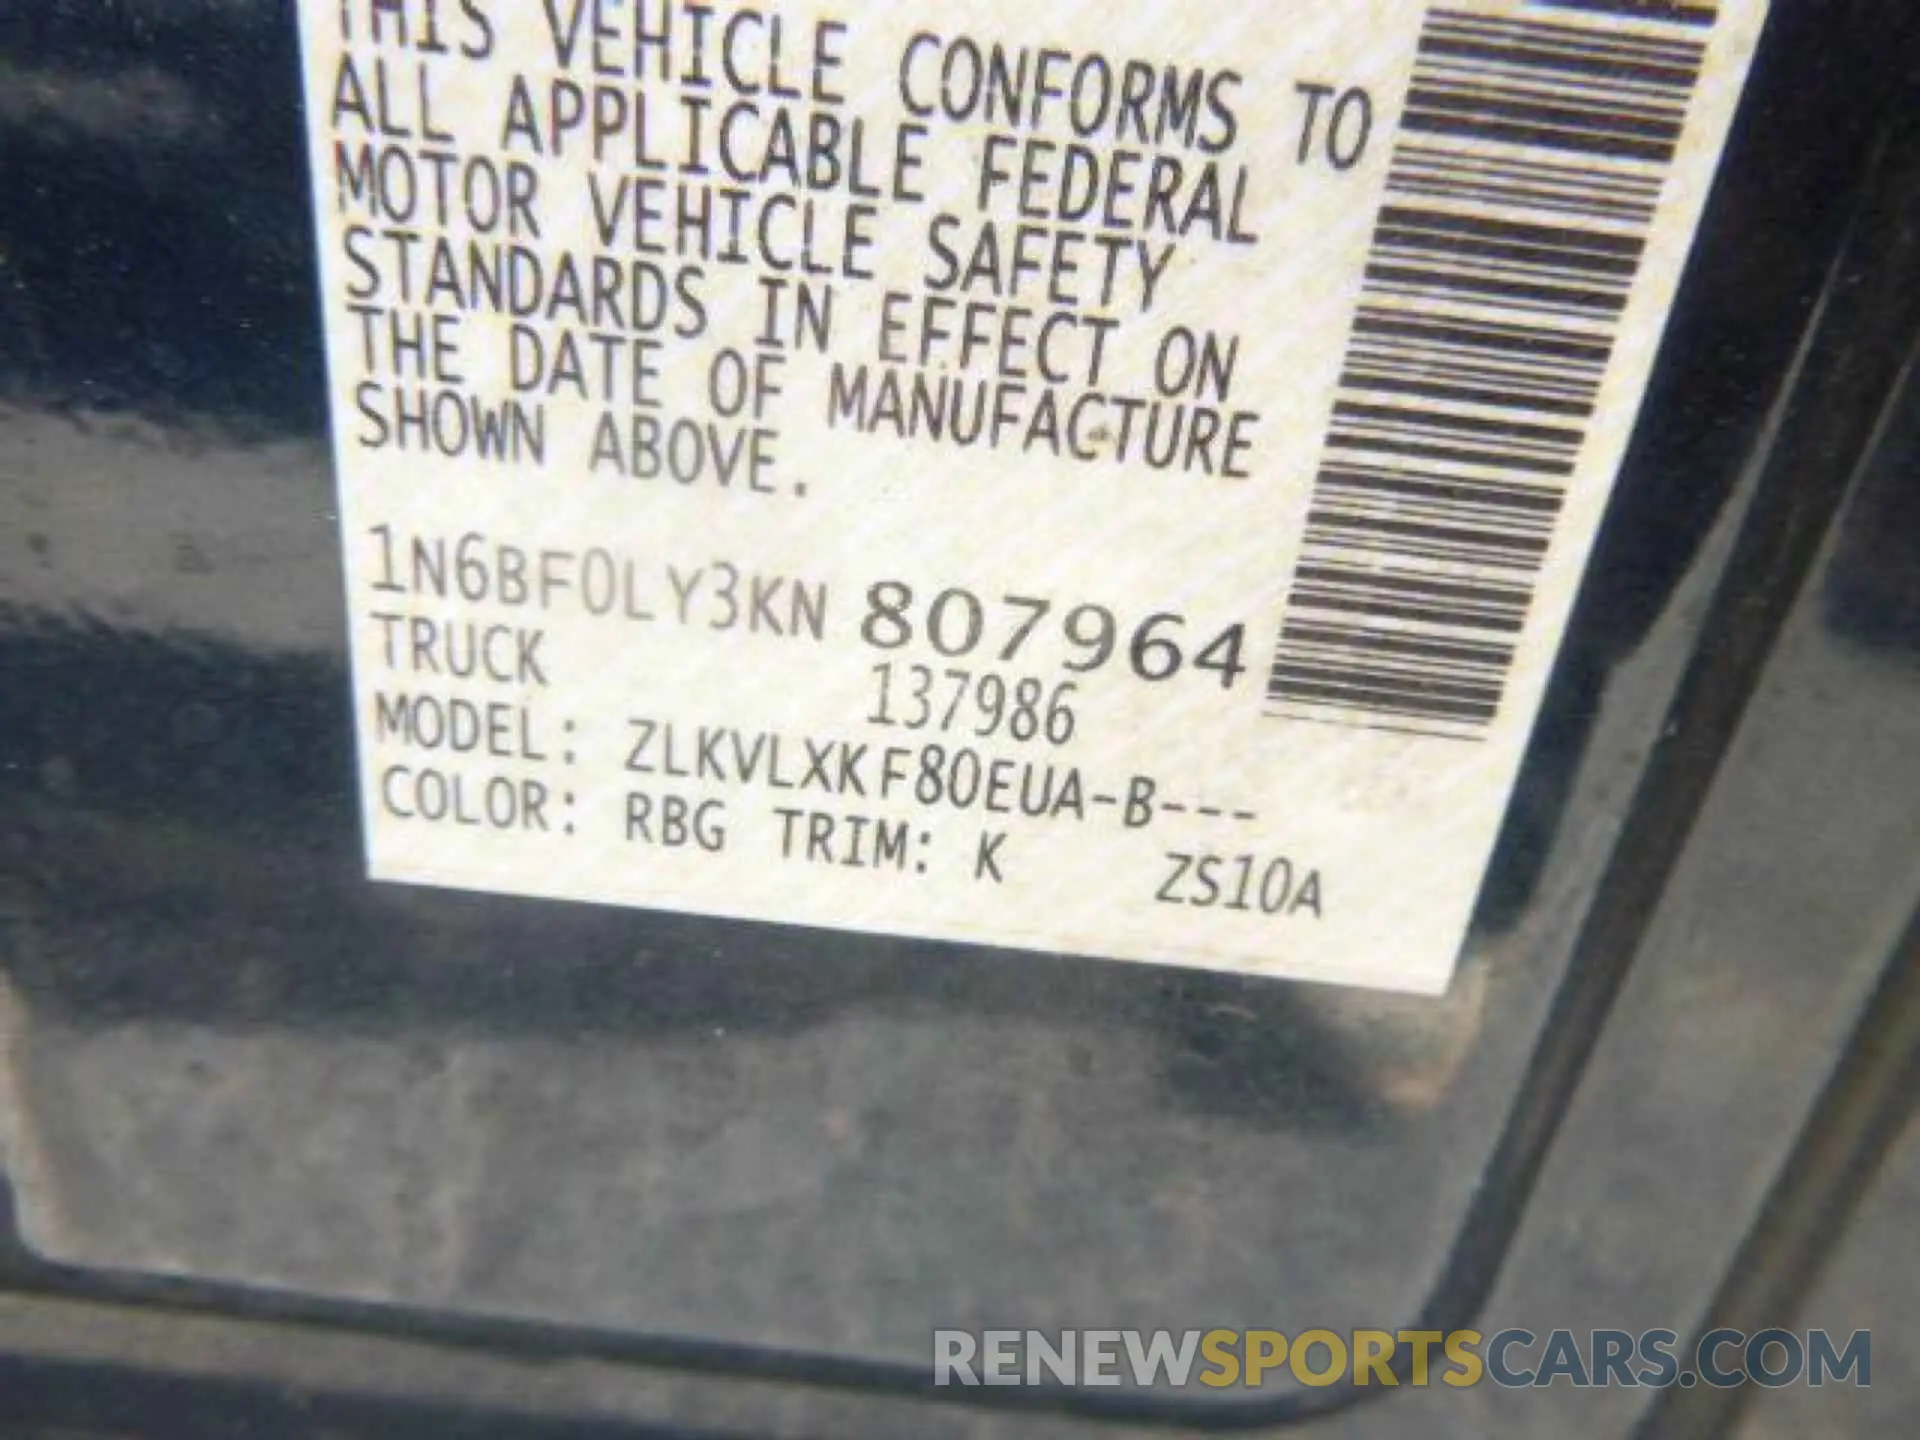 THIS VEHICLE CONFORMS TO
ALL APPLICABLE FEDERAL
MOTOR VEHICLE SAFETY
STANDARDS IN EFFECT ON
THE DATE OF MANUFACTURE
SHOWN ABOVE.
1N6BF0LY3KN 807964
TRUCK 137986
MODEL: ZLKVLXKF80EUA-B---
COLOR: RBG TRIM: K ZS10A
RENEWSPORTSCARS.COM